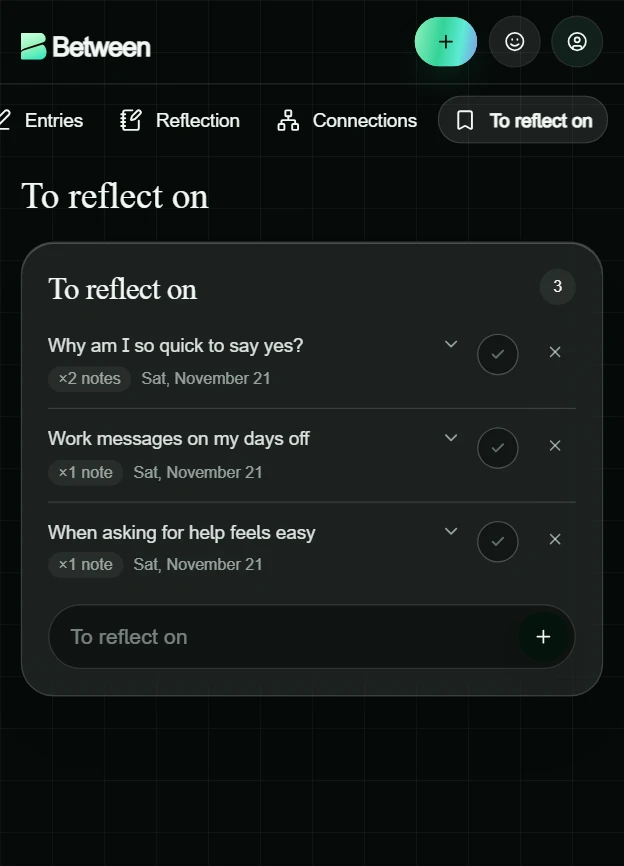 Between
Entries Reflection Connections To reflect on
To reflect on
To reflect on 3
Why am I so quick to say yes?
×2 notes Sat, November 21
Work messages on my days off
×1 note Sat, November 21
When asking for help feels easy
×1 note Sat, November 21
To reflect on